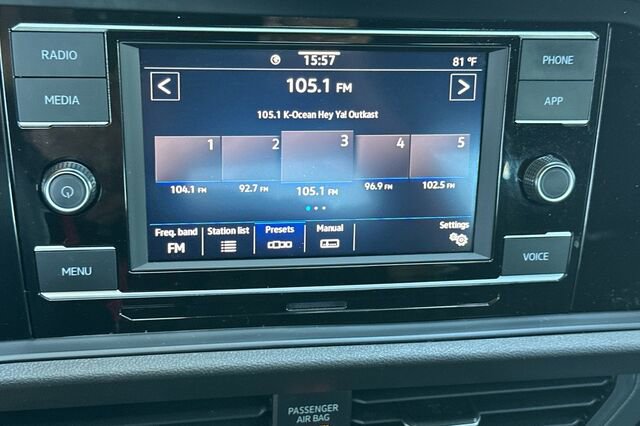 RADIO
MEDIA
MENU
15:57
81 °F
< 105.1 FM >
105.1 K-Ocean Hey Ya! Outkast
1 2 3 4 5
104.1 FM 92.7 FM 105.1 FM 96.9 FM 102.5 FM
Freq. band Station list Presets Manual Settings
FM
PHONE
APP
VOICE
PASSENGER
AIR BAG